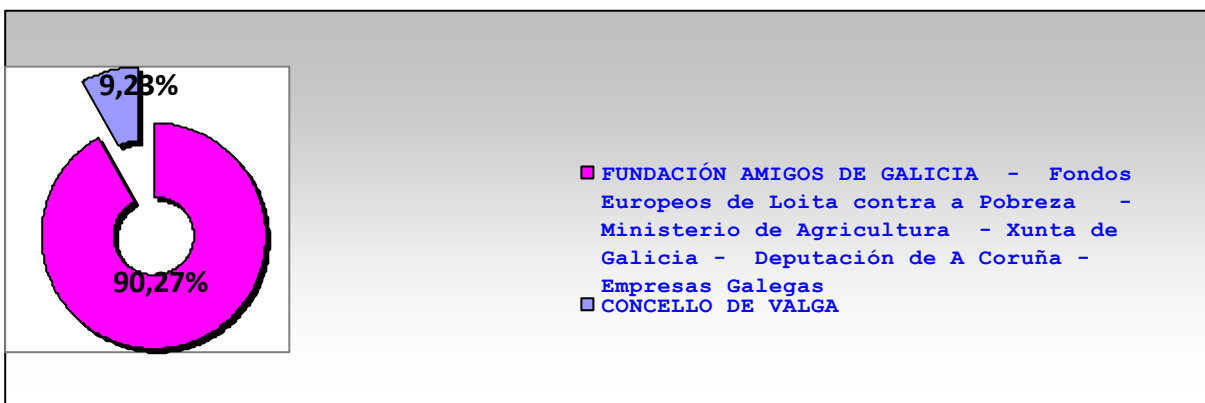 9,23%
90,27%
FUNDACIÓN AMIGOS DE GALICIA - Fondos
Europeos de Loita contra a Pobreza -
Ministerio de Agricultura - Xunta de
Galicia - Deputación de A Coruña -
Empresas Galegas
CONCELLO DE VALGA